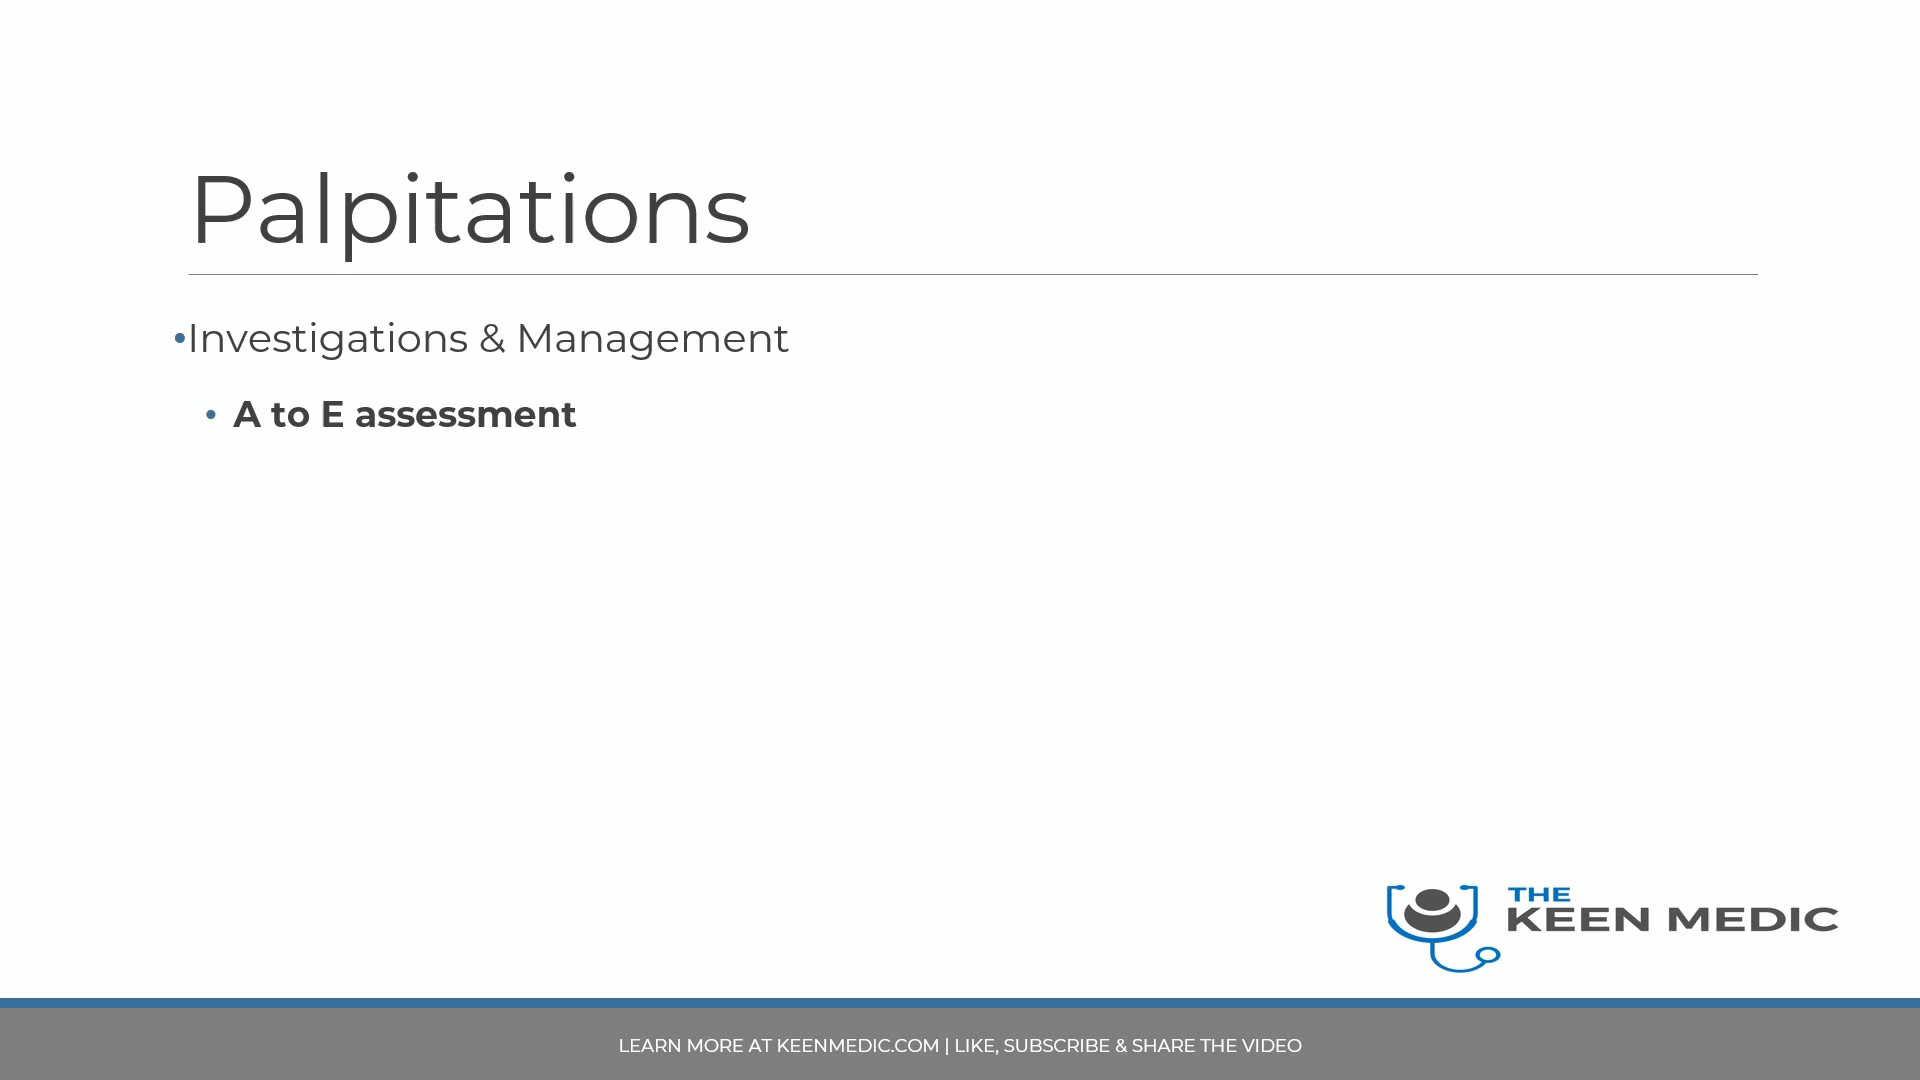 Palpitations
•Investigations & Management
• A to E assessment
THE
KEEN MEDIC
LEARN MORE AT KEENMEDIC.COM | LIKE, SUBSCRIBE & SHARE THE VIDEO